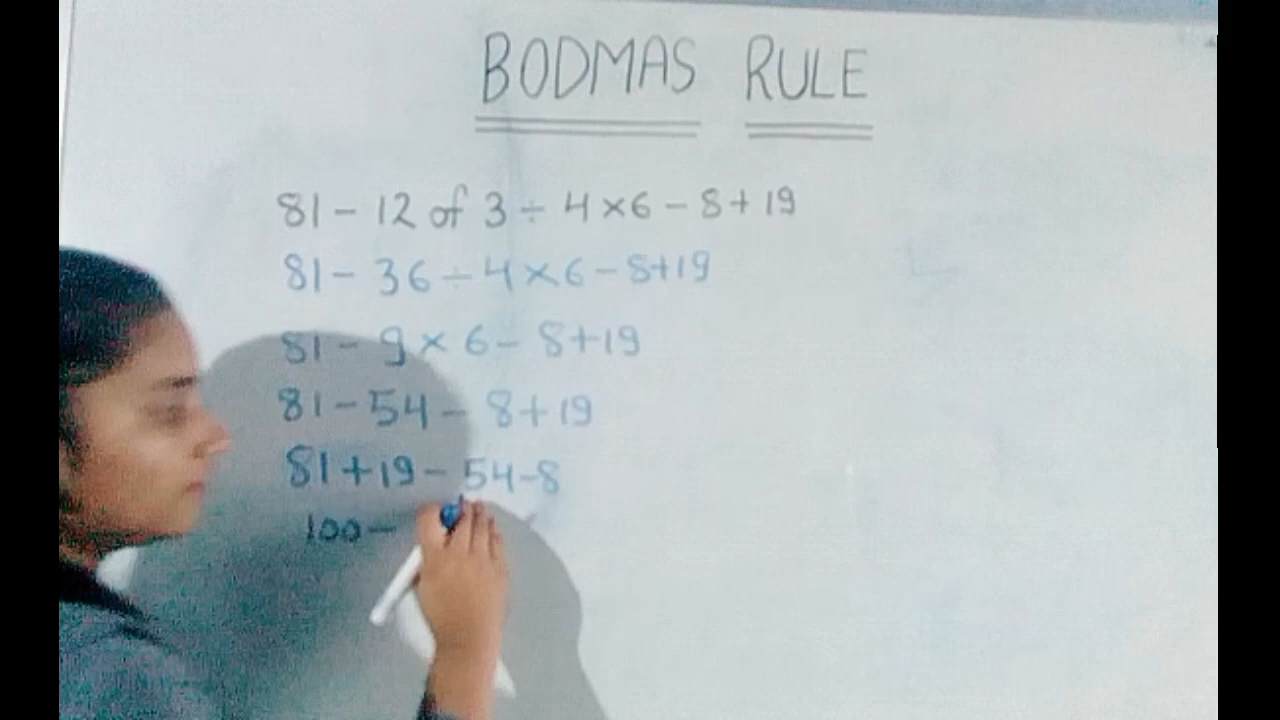 BODMAS RULE
81 - 12 of 3 ÷ 4 × 6 - 8 + 19
81 - 36 ÷ 4 × 6 - 8 + 19
81 - 9 × 6 - 8 + 19
81 - 54 - 8 + 19
81 + 19 - 54 - 8
100 -